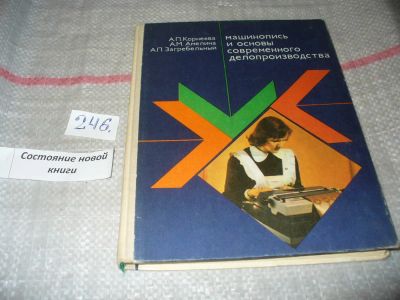 А.П.Корнеева
А.М.Амелина
А.П.Загребельный
машинопись
и основы
современного
делопроизводства
246.
Состояние новой
книги